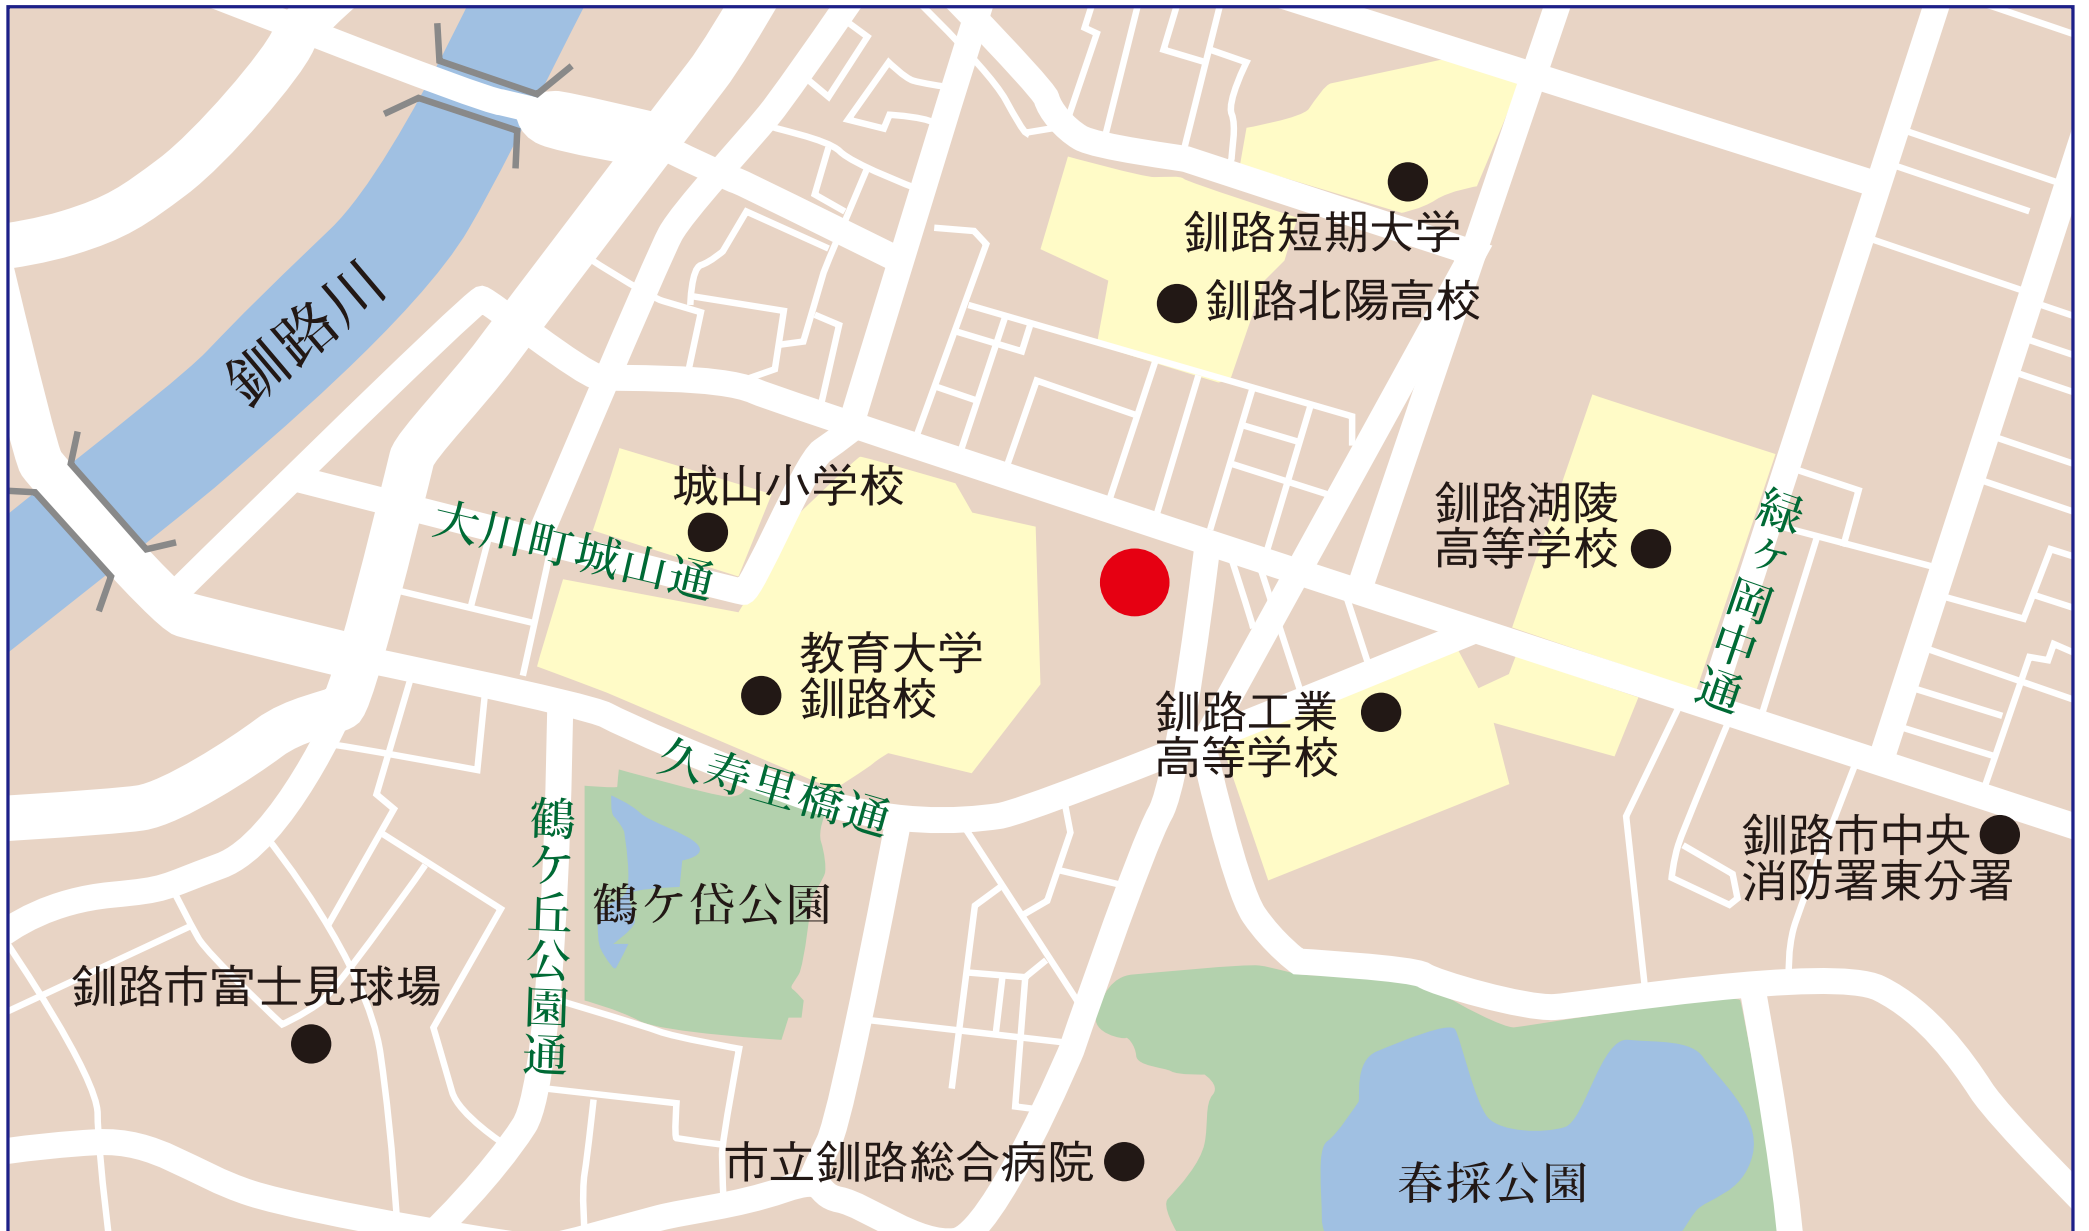 釧路川
釧路短期大学
釧路北陽高校
城山小学校
大川町城山通
釧路湖陵
高等学校
緑ヶ岡中通
教育大学
釧路校
釧路工業
高等学校
久寿里橋通
鶴ケ丘公園通
鶴ケ岱公園
釧路市中央
消防署東分署
釧路市富士見球場
市立釧路総合病院
春採公園